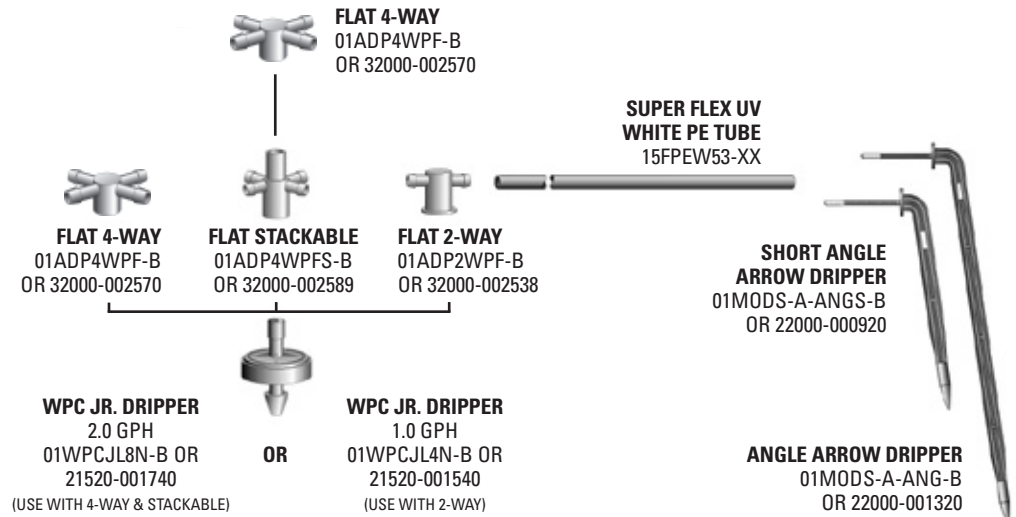 FLAT 4-WAY
01ADP4WPF-B
OR 32000-002570
SUPER FLEX UV
WHITE PE TUBE
15FPEW53-XX
FLAT 4-WAY
01ADP4WPF-B
OR 32000-002570
FLAT STACKABLE
01ADP4WPFS-B
OR 32000-002589
FLAT 2-WAY
01ADP2WPF-B
OR 32000-002538
SHORT ANGLE
ARROW DRIPPER
01MODS-A-ANGS-B
OR 22000-000920
WPC JR. DRIPPER
2.0 GPH
01WPCJL8N-B OR
21520-001740
(USE WITH 4-WAY & STACKABLE)
OR
WPC JR. DRIPPER
1.0 GPH
01WPCJL4N-B OR
21520-001540
(USE WITH 2-WAY)
ANGLE ARROW DRIPPER
01MODS-A-ANG-B
OR 22000-001320